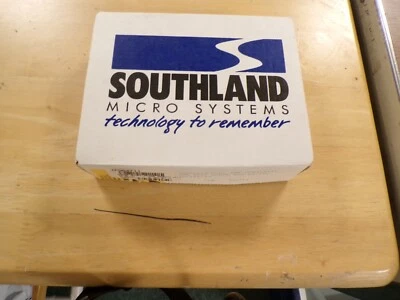 SOUTHLAND
MICRO SYSTEMS
technology to remember